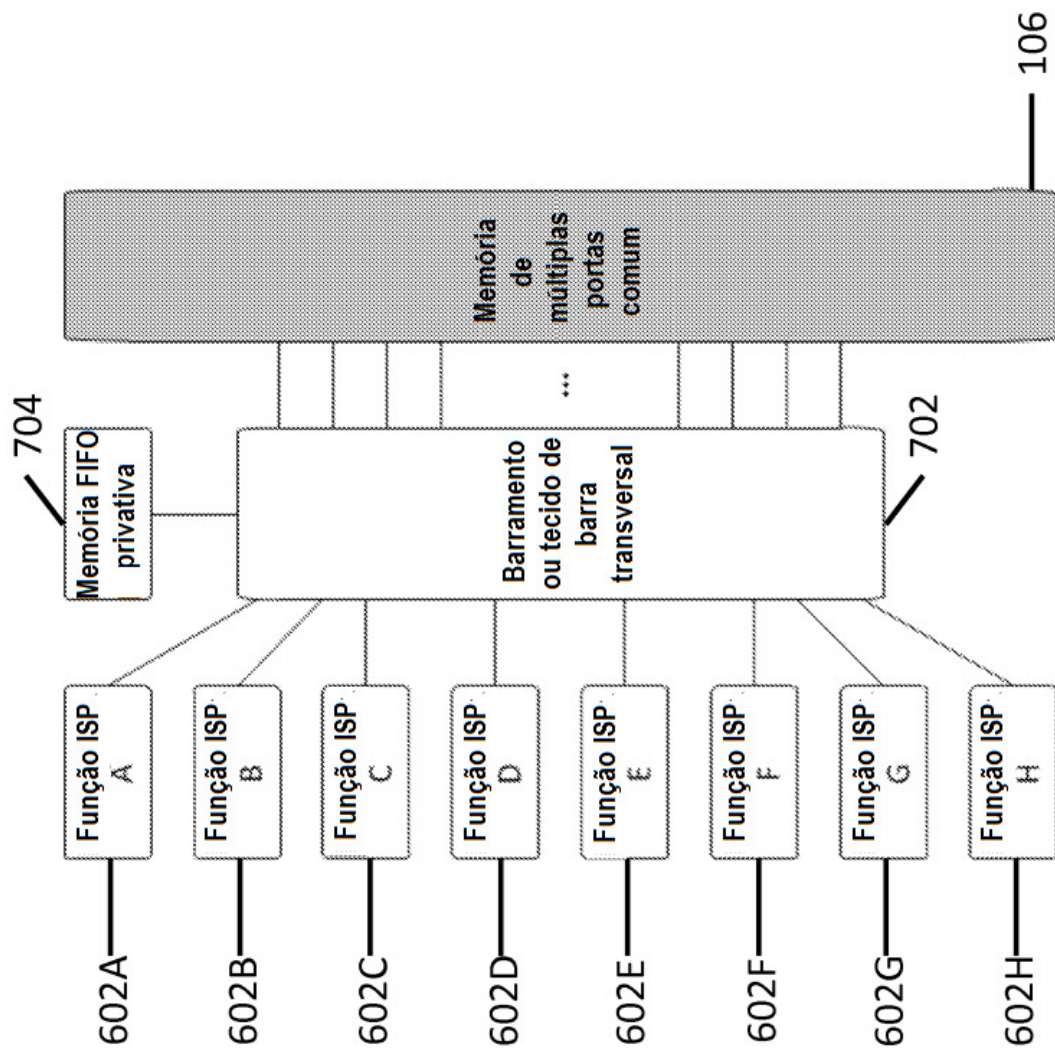 602A
Função ISP
A
602B
Função ISP
B
602C
Função ISP
C
602D
Função ISP
D
602E
Função ISP
E
602F
Função ISP
F
602G
Função ISP
G
602H
Função ISP
H
704
Memória FIFO
privativa
Barramento
ou tecido de
barra
transversal
702
...
Memória
de
múltiplas
portas
comum
106